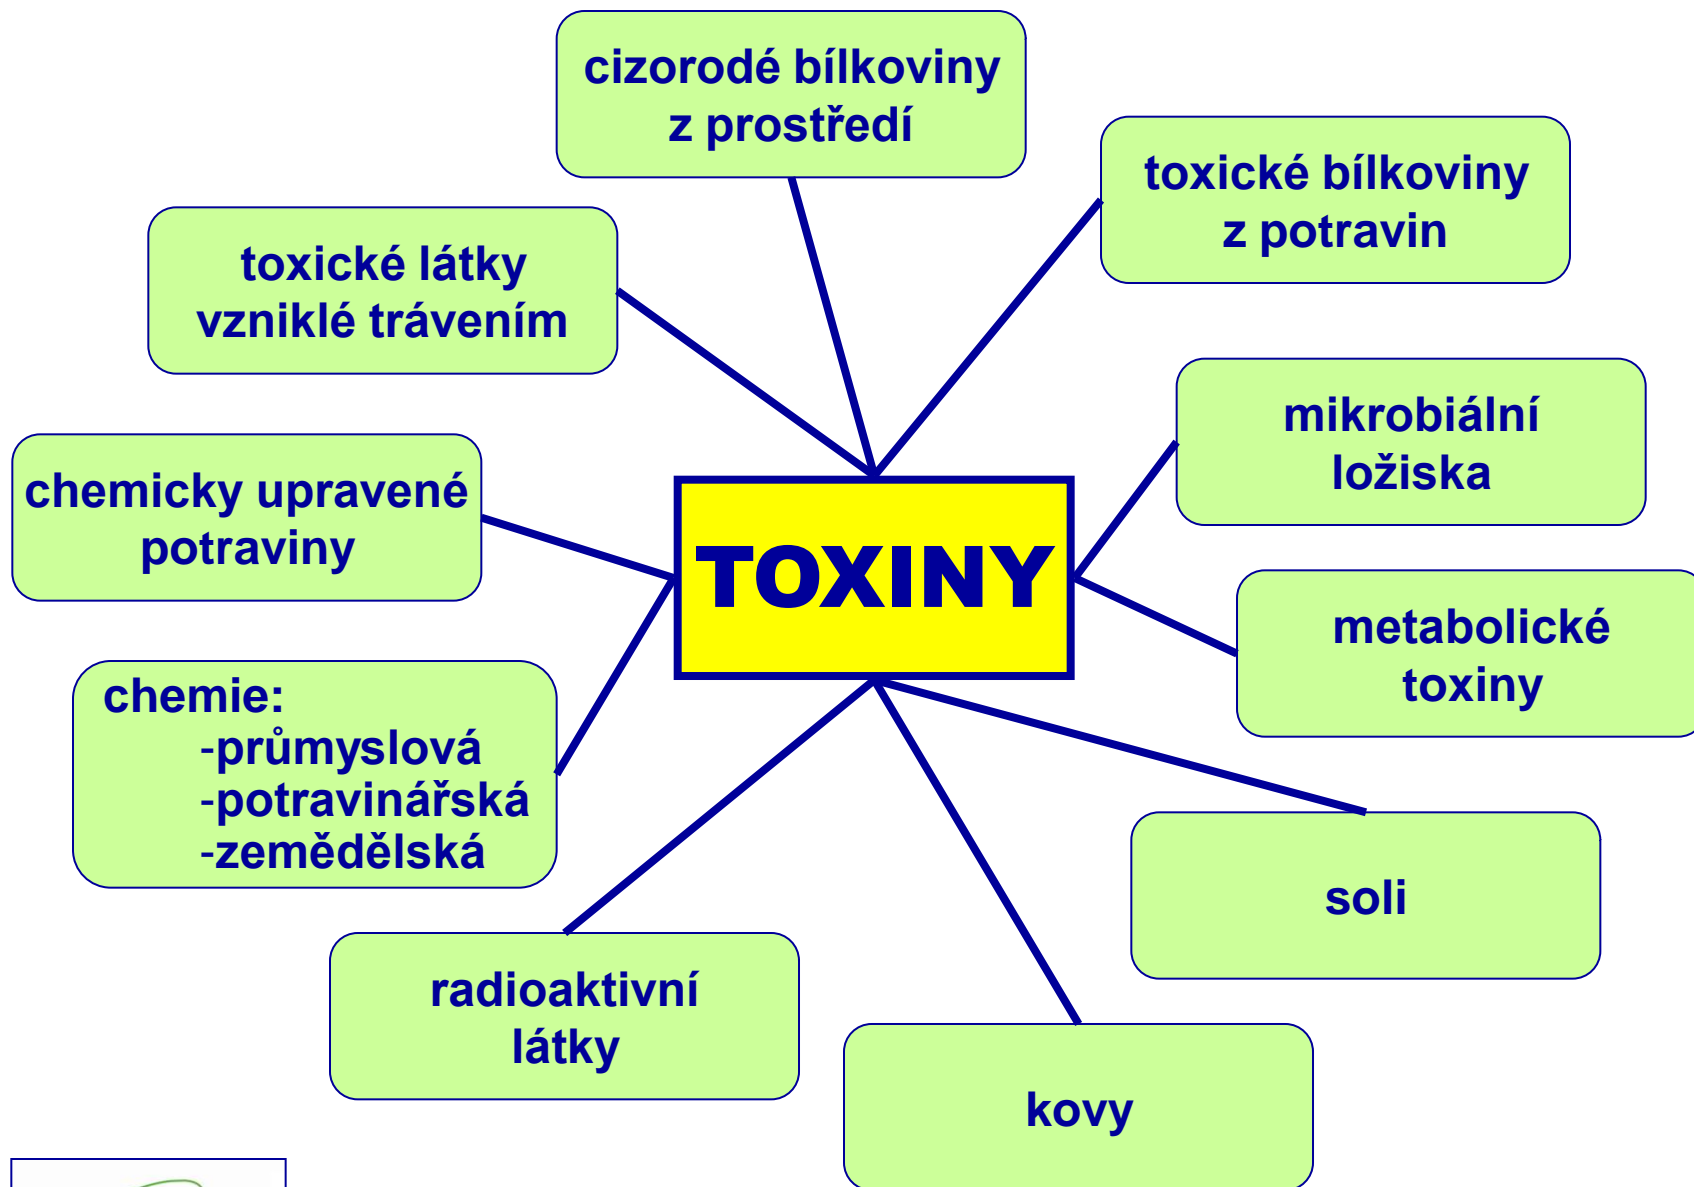 cizorodé bílkoviny
z prostředí
toxické bílkoviny
z potravin
toxické látky
vzniklé trávením
mikrobiální
ložiska
chemicky upravené
potraviny
TOXINY
metabolické
toxiny
chemie:
-průmyslová
-potravinářská
-zemědělská
soli
radioaktivní
látky
kovy